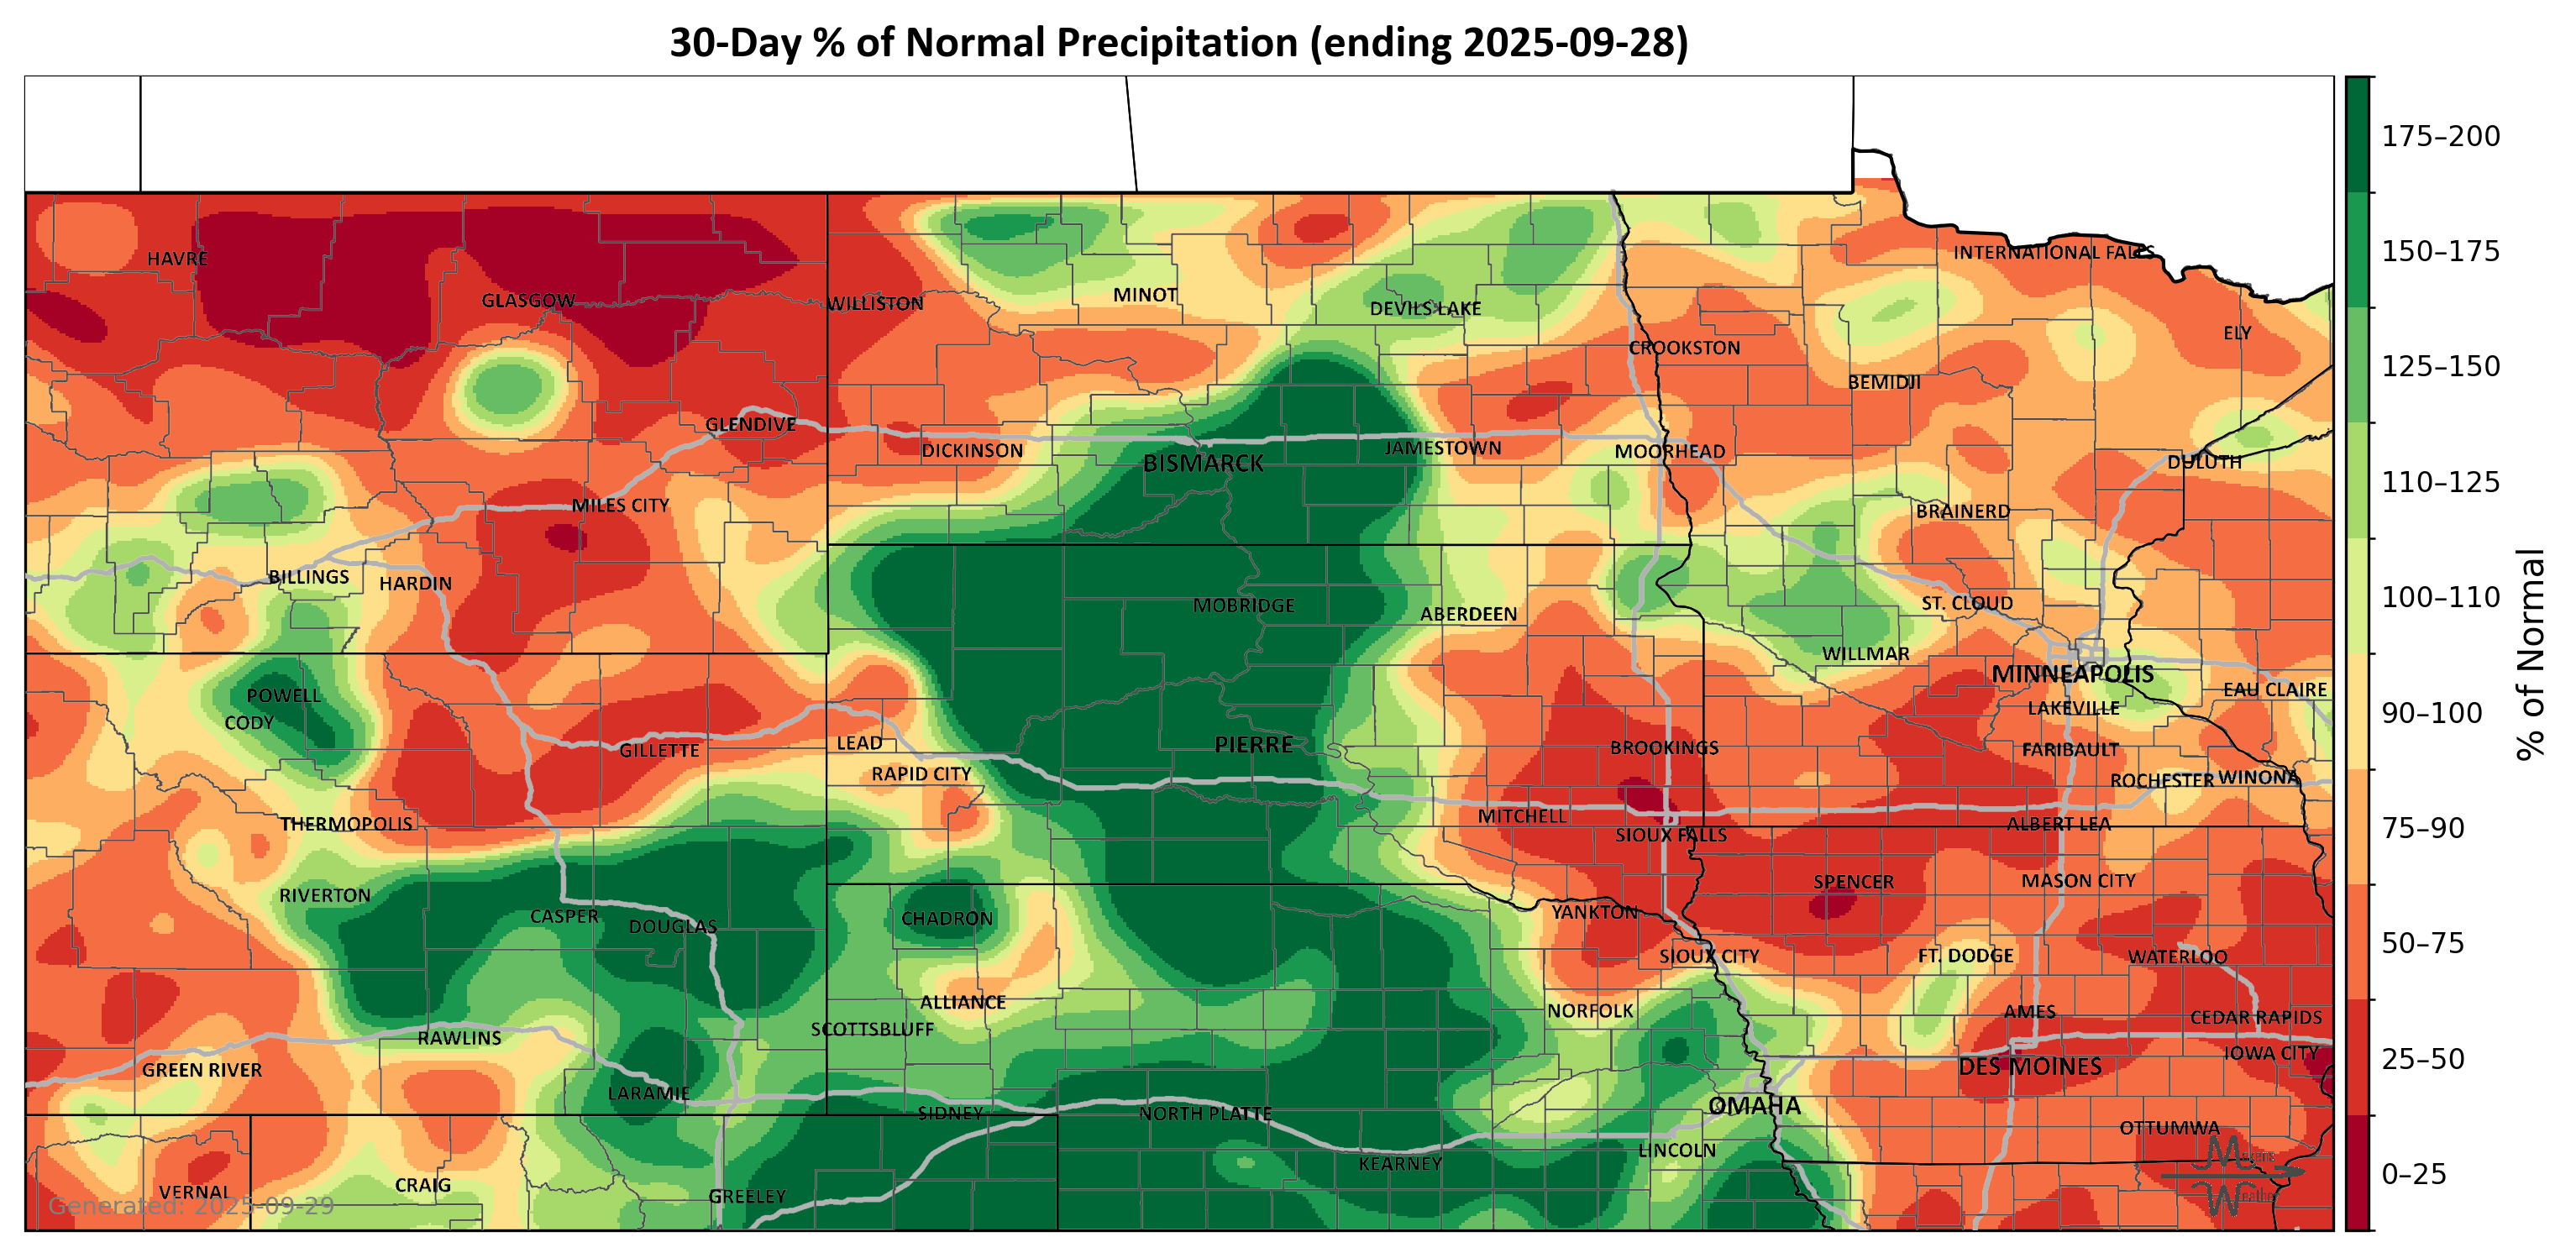 30-Day % of Normal Precipitation (ending 2025-09-28)
175–200
HAVRE
INTERNATIONAL FALLS
150–175
GLASGOW
WILLISTON
MINOT
DEVILS LAKE
ELY
CROOKSTON
125–150
BEMIDJI
GLENDIVE
DICKINSON
BISMARCK
JAMESTOWN
MOORHEAD
DULUTH
110–125
MILES CITY
BRAINERD
BILLINGS
HARDIN
MOBRIDGE
ABERDEEN
ST. CLOUD
100–110
WILLMAR
MINNEAPOLIS
% of Normal
POWELL
EAU CLAIRE
CODY
LAKEVILLE
90–100
GILLETTE
LEAD
PIERRE
BROOKINGS
FARIBAULT
RAPID CITY
ROCHESTER
WINONA
THERMOPOLIS
MITCHELL
SIOUX FALLS
ALBERT LEA
75–90
RIVERTON
SPENCER
MASON CITY
CASPER
DOUGLAS
CHADRON
YANKTON
50–75
SIOUX CITY
FT. DODGE
WATERLOO
ALLIANCE
NORFOLK
AMES
CEDAR RAPIDS
RAWLINS
SCOTTSBLUFF
IOWA CITY
25–50
GREEN RIVER
DES MOINES
LARAMIE
SIDNEY
NORTH PLATTE
OMAHA
OTTUMWA
LINCOLN
KEARNEY
0–25
VERNAL
CRAIG
GREELEY
Generated: 2025-09-29